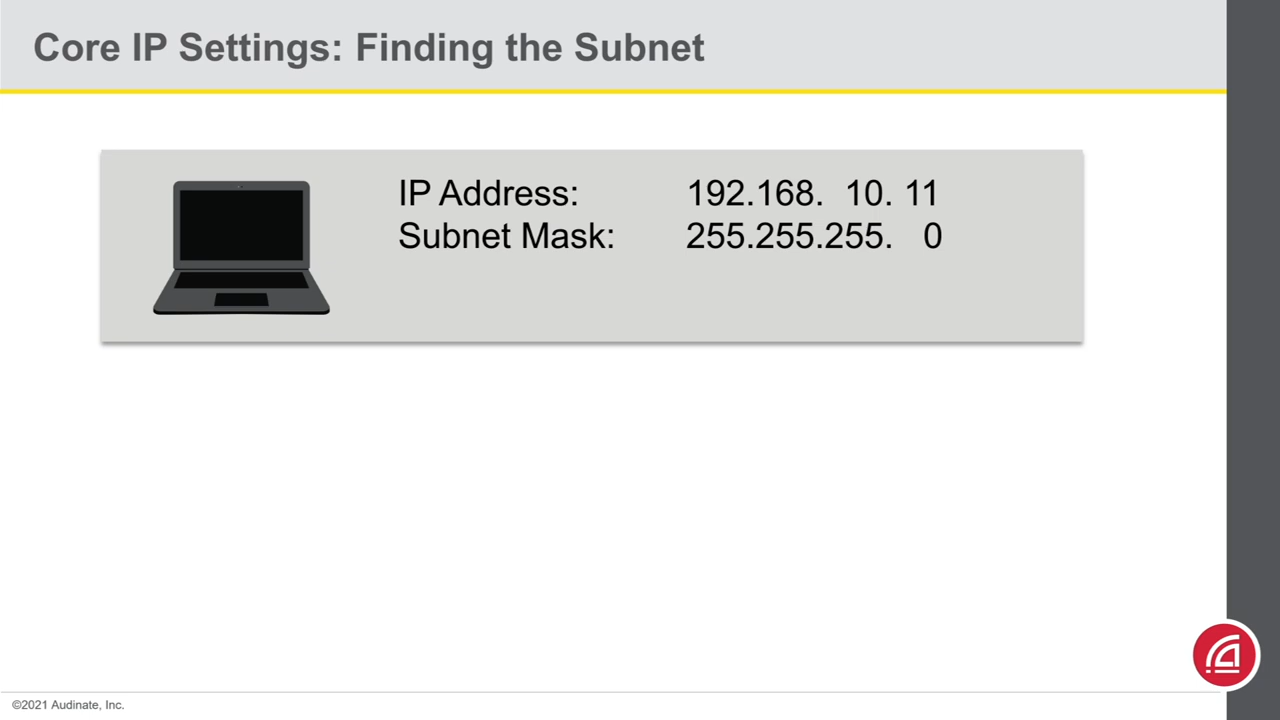 Core IP Settings: Finding the Subnet
IP Address: 192.168. 10. 11
Subnet Mask: 255.255.255. 0
©2021 Audinate, Inc.